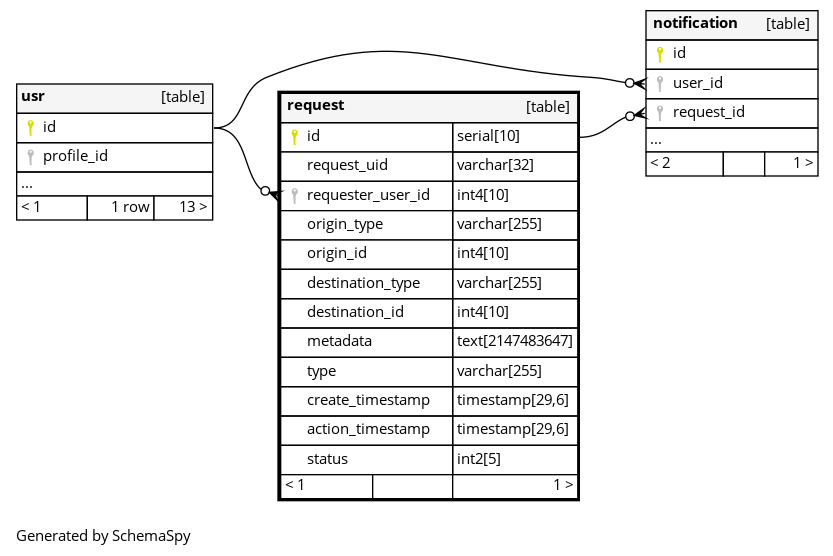 usr [table]
id
profile_id
...
< 1 1 row 13 >
request [table]
id serial[10]
request_uid varchar[32]
requester_user_id int4[10]
origin_type varchar[255]
origin_id int4[10]
destination_type varchar[255]
destination_id int4[10]
metadata text[2147483647]
type varchar[255]
create_timestamp timestamp[29,6]
action_timestamp timestamp[29,6]
status int2[5]
< 1 1 >
notification [table]
id
user_id
request_id
...
< 2 1 >
Generated by SchemaSpy